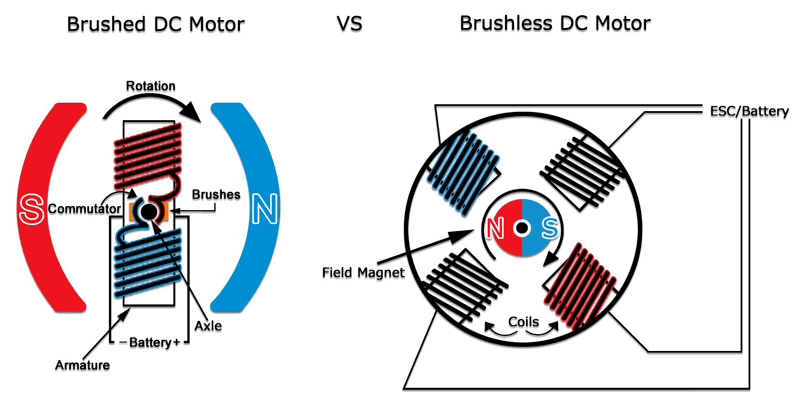 Brushed DC Motor
VS
Brushless DC Motor
Rotation
S
Commutator
Brushes
N
Axle
−Battery+
Armature
ESC/Battery
N
S
Field Magnet
Coils